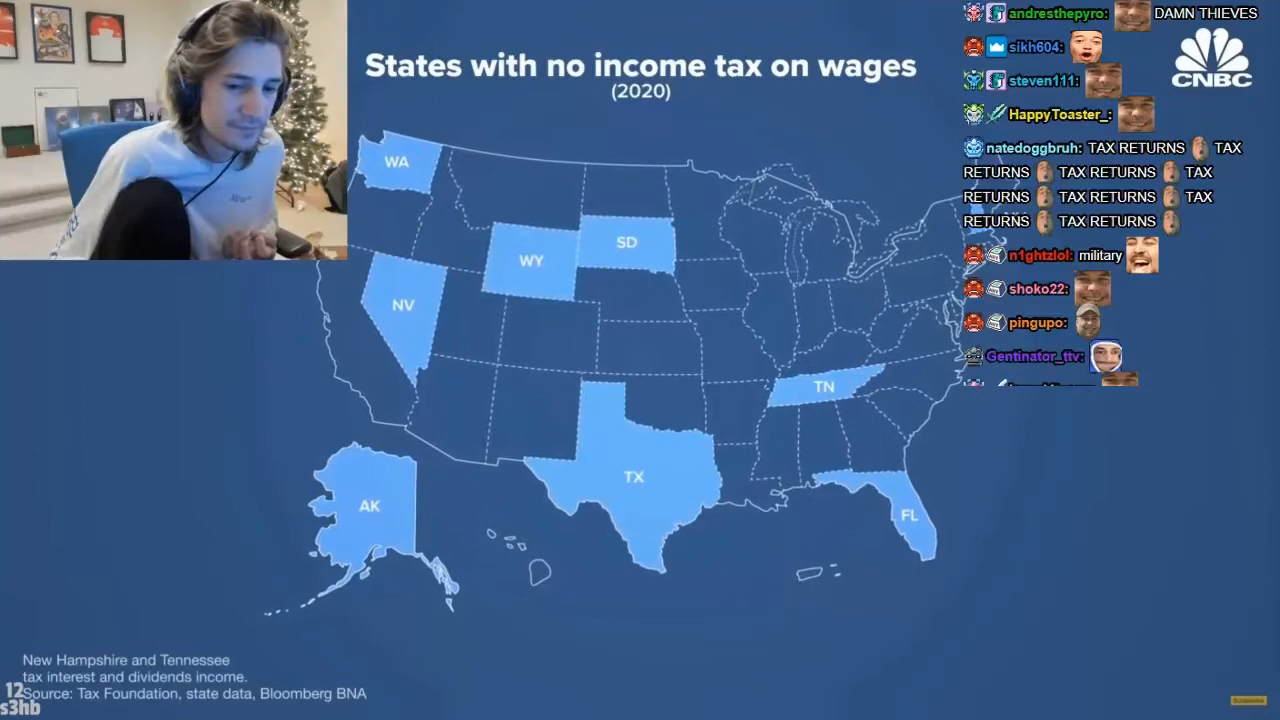 States with no income tax on wages
(2020)
CNBC
WA
WY
SD
NV
TN
TX
AK
FL
New Hampshire and Tennessee
tax interest and dividends income.
Source: Tax Foundation, state data, Bloomberg BNA
12
s3hb
andresthepyro: DAMN THIEVES
sikh604:
steven111:
HappyToaster_:
natedoggbruh: TAX RETURNS TAX
RETURNS TAX RETURNS TAX
RETURNS TAX RETURNS TAX
RETURNS TAX RETURNS
n1ghtzlol: military
shoko22:
pingupo:
Gentinator_ttv: